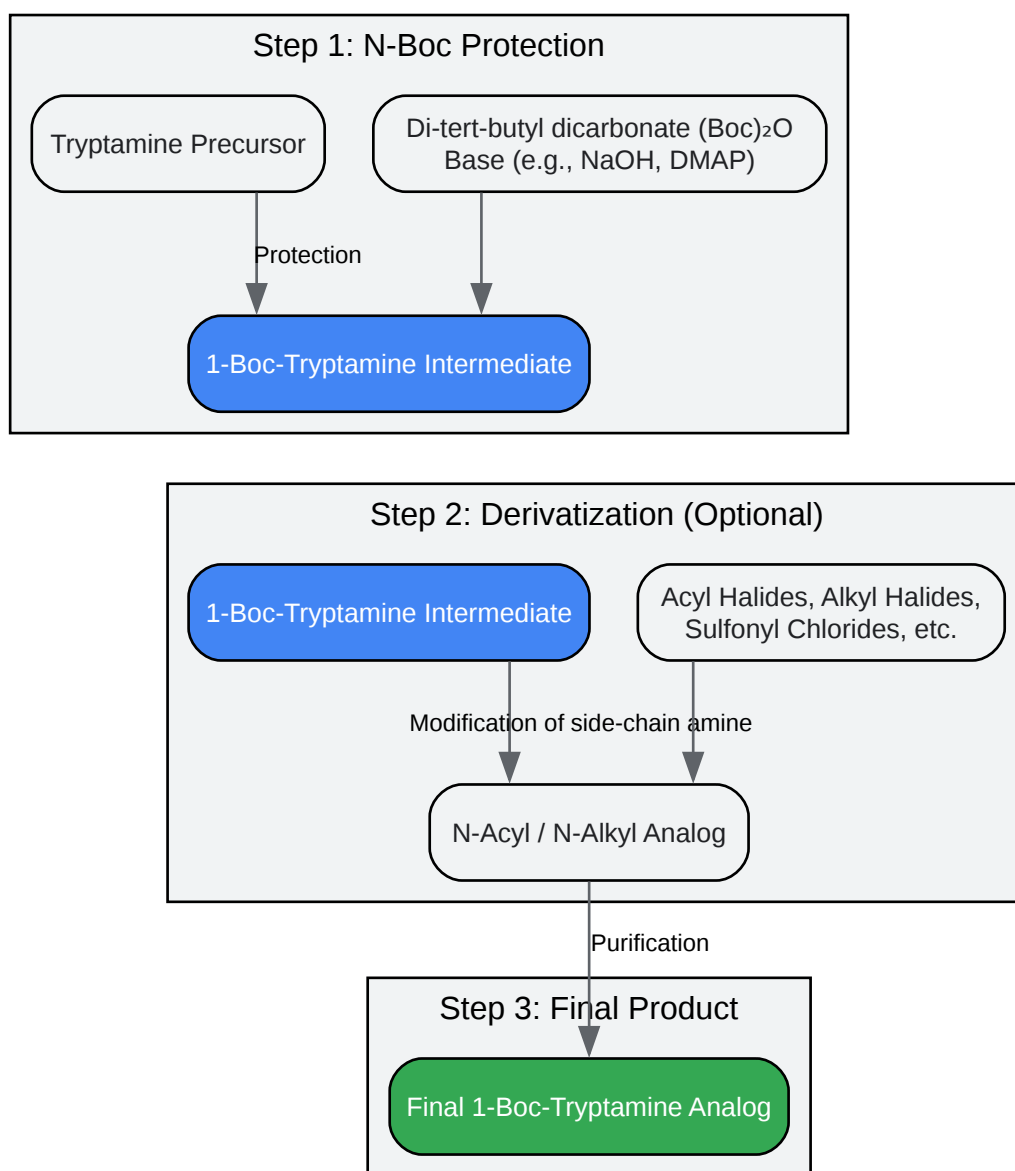 Step 1: N-Boc Protection
Tryptamine Precursor
Di-tert-butyl dicarbonate (Boc)₂O
Base (e.g., NaOH, DMAP)
Protection
1-Boc-Tryptamine Intermediate
Step 2: Derivatization (Optional)
1-Boc-Tryptamine Intermediate
Acyl Halides, Alkyl Halides,
Sulfonyl Chlorides, etc.
Modification of side-chain amine
N-Acyl / N-Alkyl Analog
Purification
Step 3: Final Product
Final 1-Boc-Tryptamine Analog